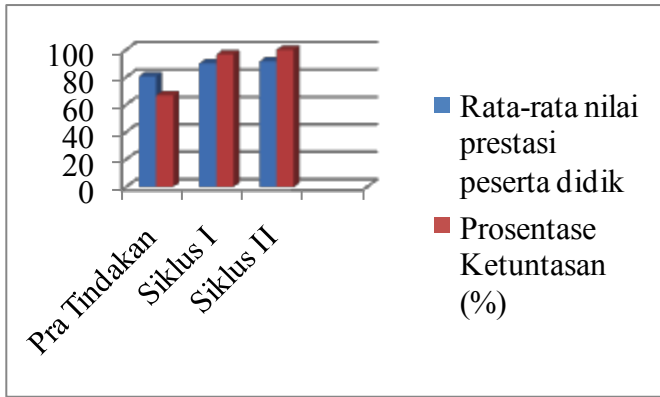 100
80
60
40
20
0
Pra Tindakan
Siklus I
Siklus II
Rata-rata nilai
prestasi
peserta didik
Prosentase
Ketuntasan
(%)